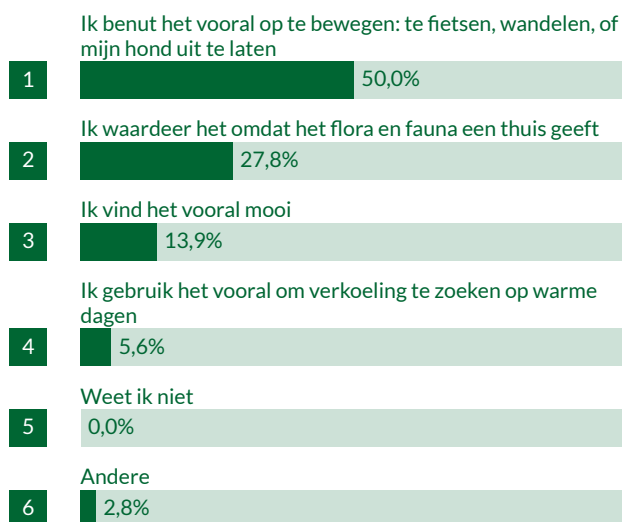 Ik benut het vooral op te bewegen: te fietsen, wandelen, of
mijn hond uit te laten
1 50,0%
Ik waardeer het omdat het flora en fauna een thuis geeft
2 27,8%
Ik vind het vooral mooi
3 13,9%
Ik gebruik het vooral om verkoeling te zoeken op warme
dagen
4 5,6%
Weet ik niet
5 0,0%
Andere
6 2,8%